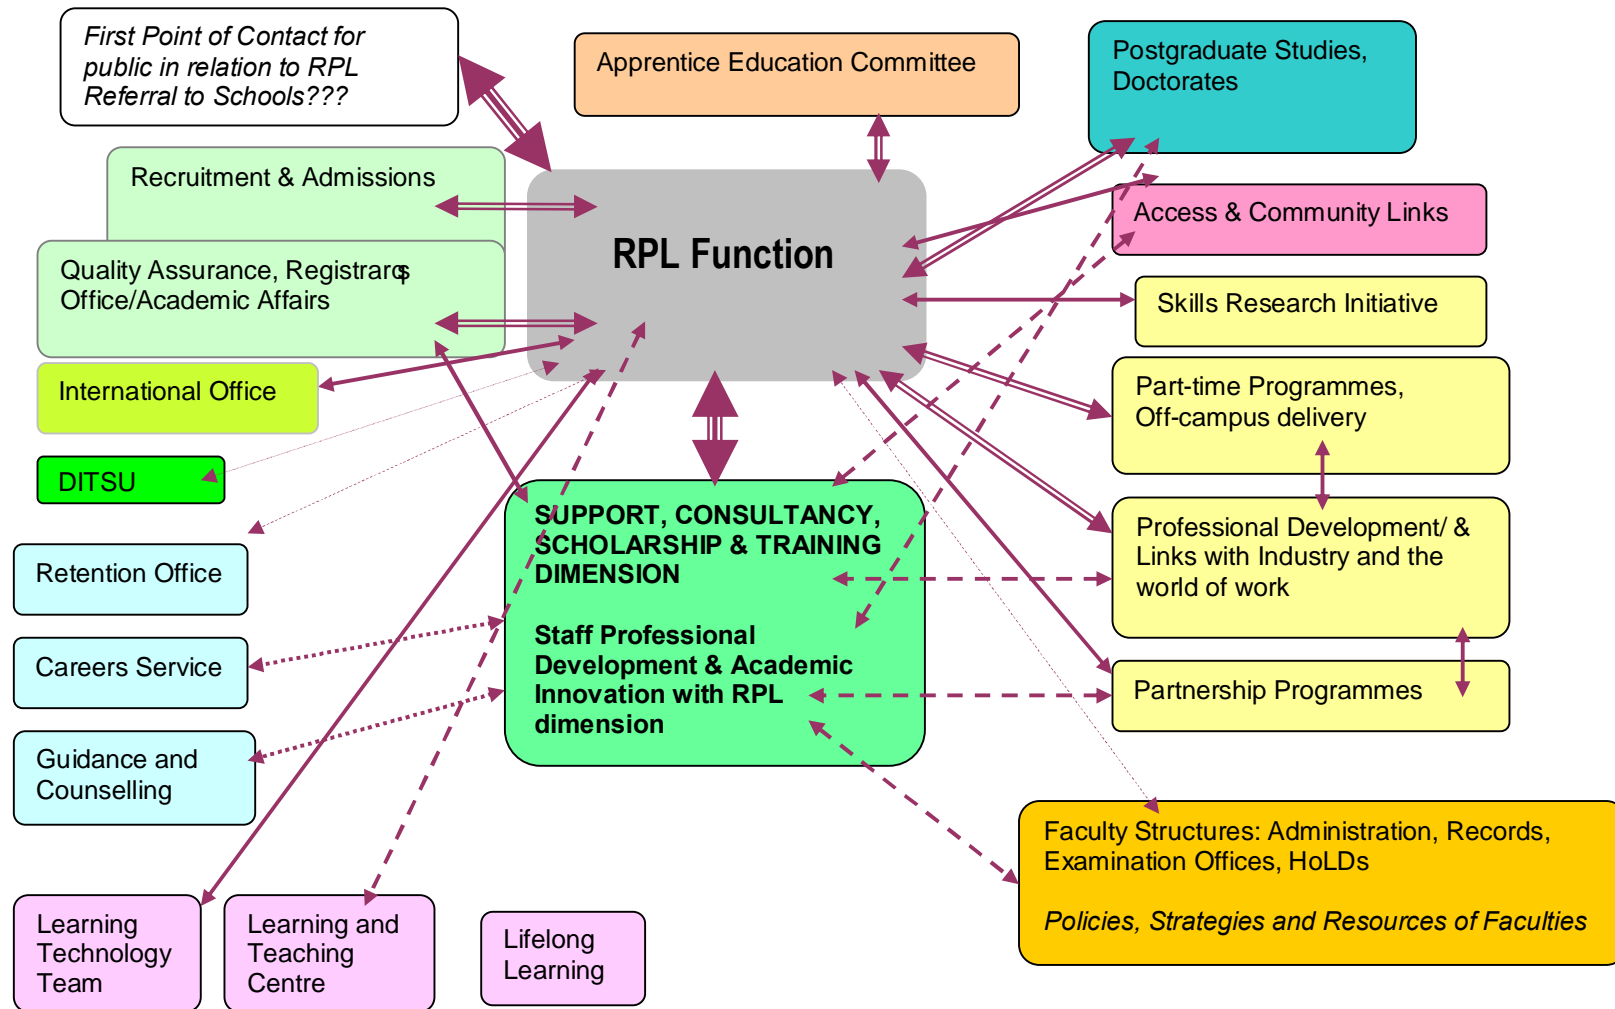 First Point of Contact for
public in relation to RPL
Referral to Schools???
Apprentice Education Committee
Postgraduate Studies,
Doctorates
Recruitment & Admissions
Access & Community Links
RPL Function
Quality Assurance, Registrar's
Office/Academic Affairs
Skills Research Initiative
International Office
Part-time Programmes,
Off-campus delivery
DITSU
SUPPORT, CONSULTANCY,
SCHOLARSHIP & TRAINING
DIMENSION
Staff Professional
Development & Academic
Innovation with RPL
dimension
Professional Development/ &
Links with Industry and the
world of work
Retention Office
Careers Service
Partnership Programmes
Guidance and
Counselling
Faculty Structures: Administration, Records,
Examination Offices, HoLDs
Policies, Strategies and Resources of Faculties
Learning
Technology
Team
Learning and
Teaching
Centre
Lifelong
Learning